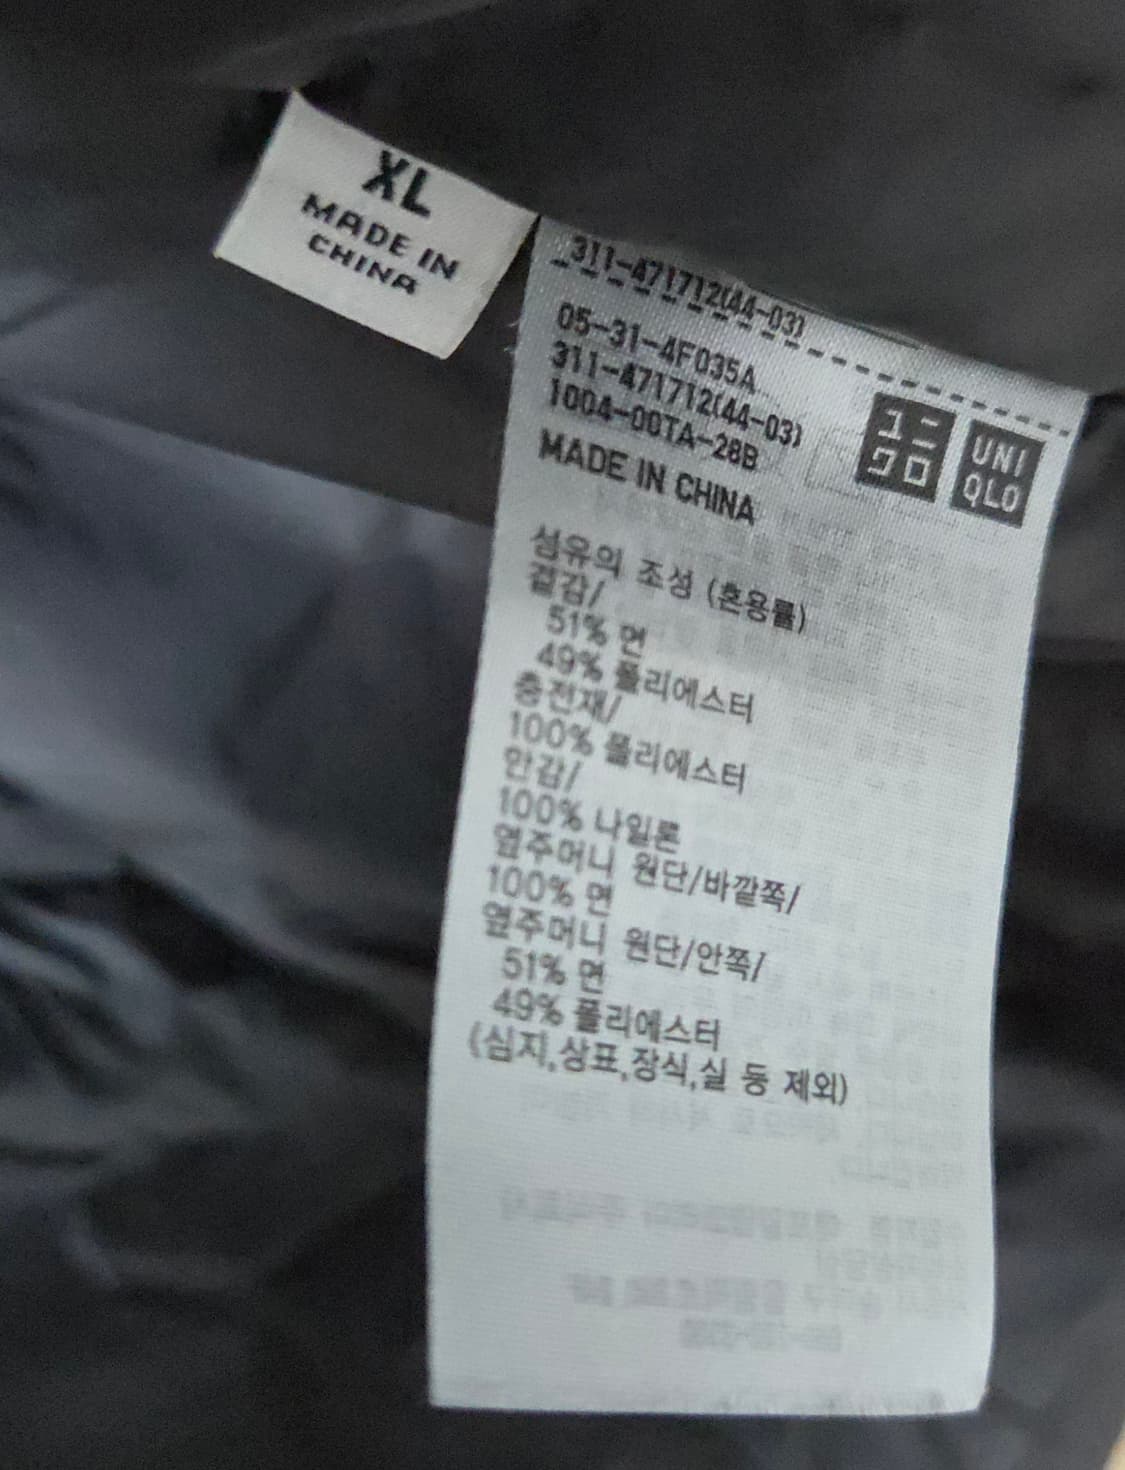 XL
MADE IN
CHINA
311-471712(44-03)
05-31-4F035A
311-471712(44-03)
1004-00TA-28B
MADE IN CHINA
ユニ
クロ
UNI
QLO
섬유의 조성 (혼용률)
겉감/
51% 면
49% 폴리에스터
충전재/
100% 폴리에스터
안감/
100% 나일론
옆주머니 원단/바깥쪽/
100% 면
옆주머니 원단/안쪽/
51% 면
49% 폴리에스터
(심지,상표,장식,실 등 제외)